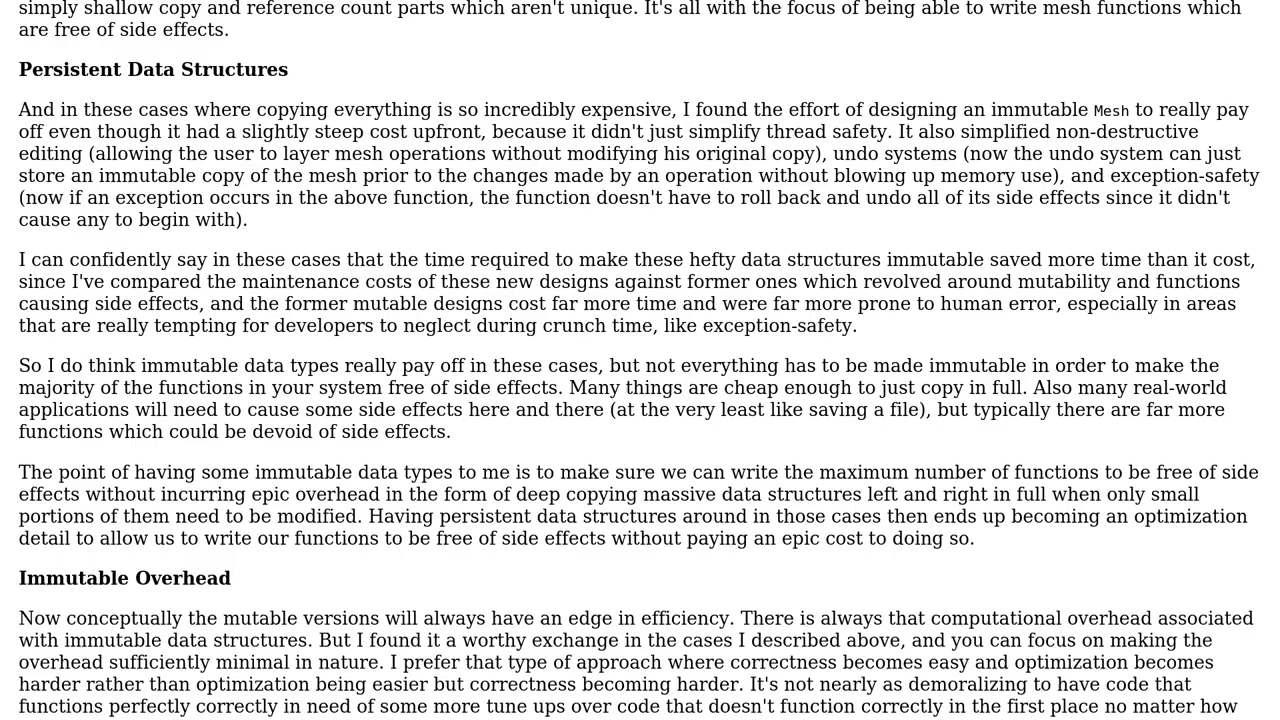 simply shallow copy and reference count parts which aren't unique. It's all with the focus of being able to write mesh functions which
are free of side effects.
Persistent Data Structures
And in these cases where copying everything is so incredibly expensive, I found the effort of designing an immutable Mesh to really pay
off even though it had a slightly steep cost upfront, because it didn't just simplify thread safety. It also simplified non-destructive
editing (allowing the user to layer mesh operations without modifying his original copy), undo systems (now the undo system can just
store an immutable copy of the mesh prior to the changes made by an operation without blowing up memory use), and exception-safety
(now if an exception occurs in the above function, the function doesn't have to roll back and undo all of its side effects since it didn't
cause any to begin with).
I can confidently say in these cases that the time required to make these hefty data structures immutable saved more time than it cost,
since I've compared the maintenance costs of these new designs against former ones which revolved around mutability and functions
causing side effects, and the former mutable designs cost far more time and were far more prone to human error, especially in areas
that are really tempting for developers to neglect during crunch time, like exception-safety.
So I do think immutable data types really pay off in these cases, but not everything has to be made immutable in order to make the
majority of the functions in your system free of side effects. Many things are cheap enough to just copy in full. Also many real-world
applications will need to cause some side effects here and there (at the very least like saving a file), but typically there are far more
functions which could be devoid of side effects.
The point of having some immutable data types to me is to make sure we can write the maximum number of functions to be free of side
effects without incurring epic overhead in the form of deep copying massive data structures left and right in full when only small
portions of them need to be modified. Having persistent data structures around in those cases then ends up becoming an optimization
detail to allow us to write our functions to be free of side effects without paying an epic cost to doing so.
Immutable Overhead
Now conceptually the mutable versions will always have an edge in efficiency. There is always that computational overhead associated
with immutable data structures. But I found it a worthy exchange in the cases I described above, and you can focus on making the
overhead sufficiently minimal in nature. I prefer that type of approach where correctness becomes easy and optimization becomes
harder rather than optimization being easier but correctness becoming harder. It's not nearly as demoralizing to have code that
functions perfectly correctly in need of some more tune ups over code that doesn't function correctly in the first place no matter how